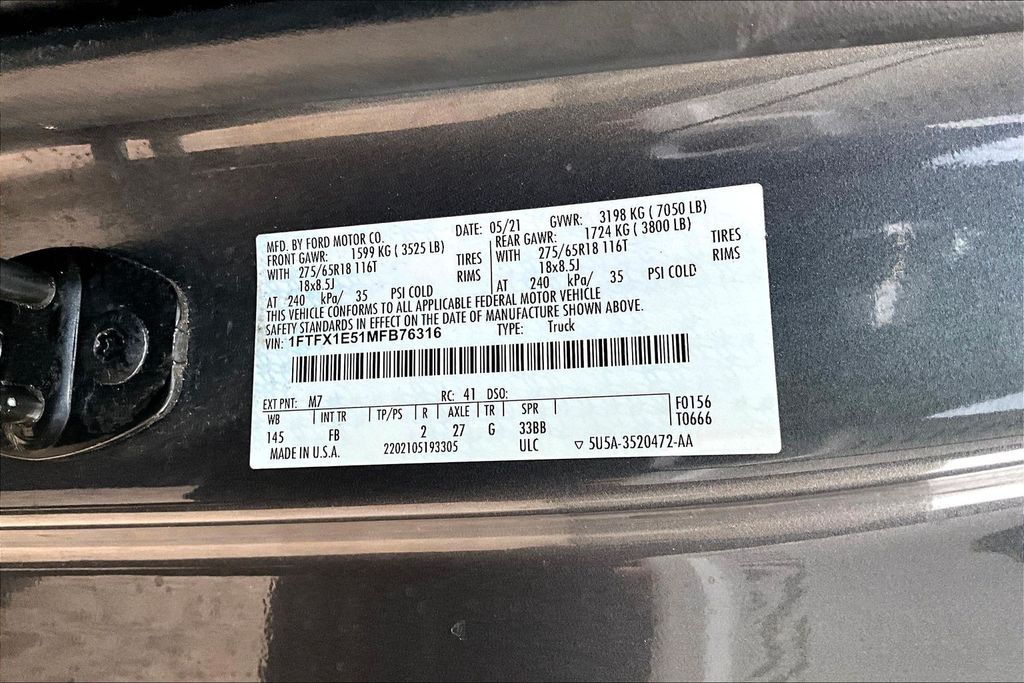 MFD. BY FORD MOTOR CO. DATE: 05/21 GVWR: 3198 KG ( 7050 LB)
FRONT GAWR: 1599 KG ( 3525 LB) REAR GAWR: 1724 KG ( 3800 LB)
WITH 275/65R18 116T TIRES WITH 275/65R18 116T TIRES
18x8.5J RIMS 18x8.5J RIMS
AT 240 kPa/ 35 PSI COLD AT 240 kPa/ 35 PSI COLD
THIS VEHICLE CONFORMS TO ALL APPLICABLE FEDERAL MOTOR VEHICLE
SAFETY STANDARDS IN EFFECT ON THE DATE OF MANUFACTURE SHOWN ABOVE.
VIN: 1FTFX1E51MFB76316 TYPE: Truck
EXT PNT: M7 RC: 41 DSO:
WB INT TR TP/PS R AXLE TR SPR F0156
145 FB 2 27 G 33BB T0666
MADE IN U.S.A. 2202105193305 ULC ▽ 5U5A-3520472-AA